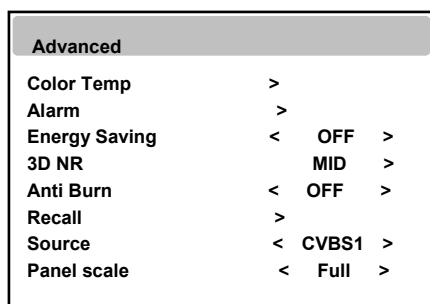 Advanced
Color Temp >
Alarm >
Energy Saving < OFF >
3D NR MID >
Anti Burn < OFF >
Recall >
Source < CVBS1 >
Panel scale < Full >